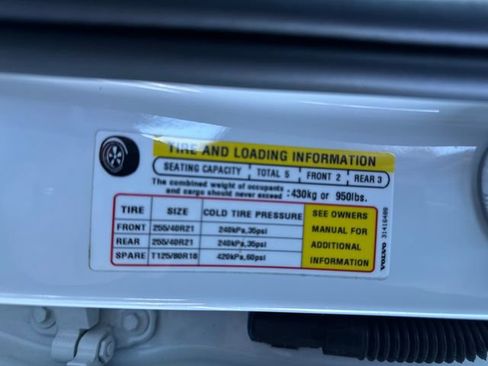 TIRE AND LOADING INFORMATION
SEATING CAPACITY TOTAL 5 FRONT 2 REAR 3
The combined weight of occupants
and cargo should never exceed :430kg or 950lbs.
TIRE SIZE COLD TIRE PRESSURE
FRONT 255/40R21 240kPa,35psi
REAR 255/40R21 240kPa,35psi
SPARE T125/80R18 420kPa,60psi
SEE OWNERS
MANUAL FOR
ADDITIONAL
INFORMATION
VOLVO 31416400